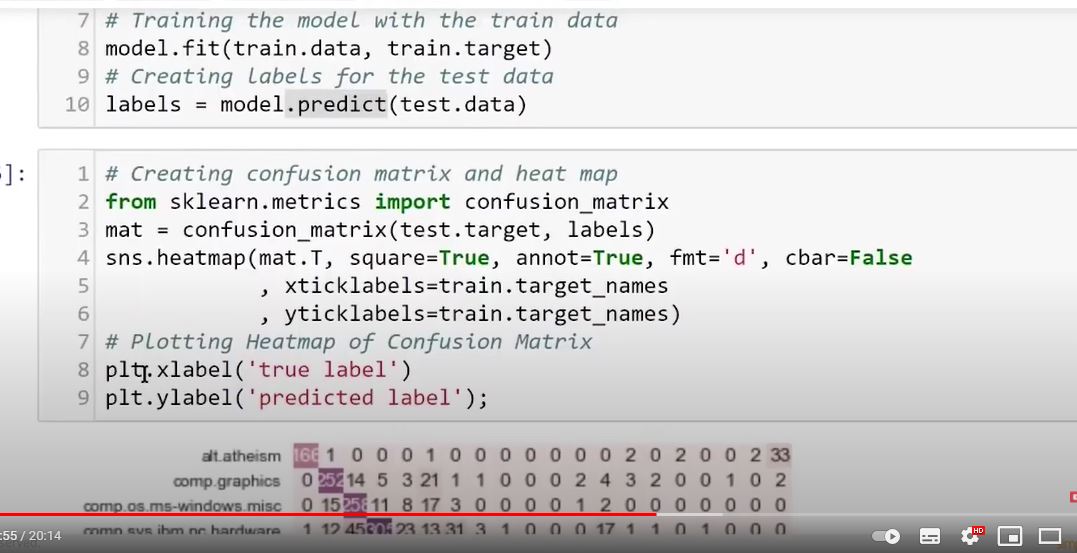 7 # Training the model with the train data
8 model.fit(train.data, train.target)
9 # Creating labels for the test data
10 labels = model.predict(test.data)
]:
1 # Creating confusion matrix and heat map
2 from sklearn.metrics import confusion_matrix
3 mat = confusion_matrix(test.target, labels)
4 sns.heatmap(mat.T, square=True, annot=True, fmt='d', cbar=False
5 , xticklabels=train.target_names
6 , yticklabels=train.target_names)
7 # Plotting Heatmap of Confusion Matrix
8 plt.xlabel('true label')
9 plt.ylabel('predicted label');
alt.atheism 166 1 0 0 0 1 0 0 0 0 0 0 0 2 0 2 0 0 2 33
comp.graphics 0 252 14 5 3 21 1 1 0 0 0 2 4 3 2 0 0 1 0 2
comp.os.ms-windows.misc 0 15 258 11 8 17 3 0 0 0 0 1 2 0 0 0 0 0 0 0
comp.sys.ibm.pc.hardware 1 12 45 305 23 13 31 3 1 0 0 0 17 1 1 0 1 0 0 0
:55 / 20:14
HD